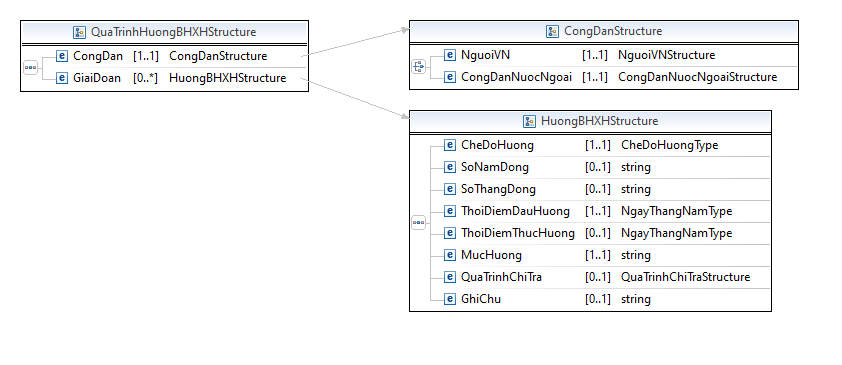 QuaTrinhHuongBHXHStructure
CongDan [1..1] CongDanStructure
GiaiDoan [0..*] HuongBHXHStructure
CongDanStructure
NguoiVN [1..1] NguoiVNStructure
CongDanNuocNgoai [1..1] CongDanNuocNgoaiStructure
HuongBHXHStructure
CheDoHuong [1..1] CheDoHuongType
SoNamDong [0..1] string
SoThangDong [0..1] string
ThoiDiemDauHuong [1..1] NgayThangNamType
ThoiDiemThucHuong [0..1] NgayThangNamType
MucHuong [1..1] string
QuaTrinhChiTra [0..1] QuaTrinhChiTraStructure
GhiChu [0..1] string